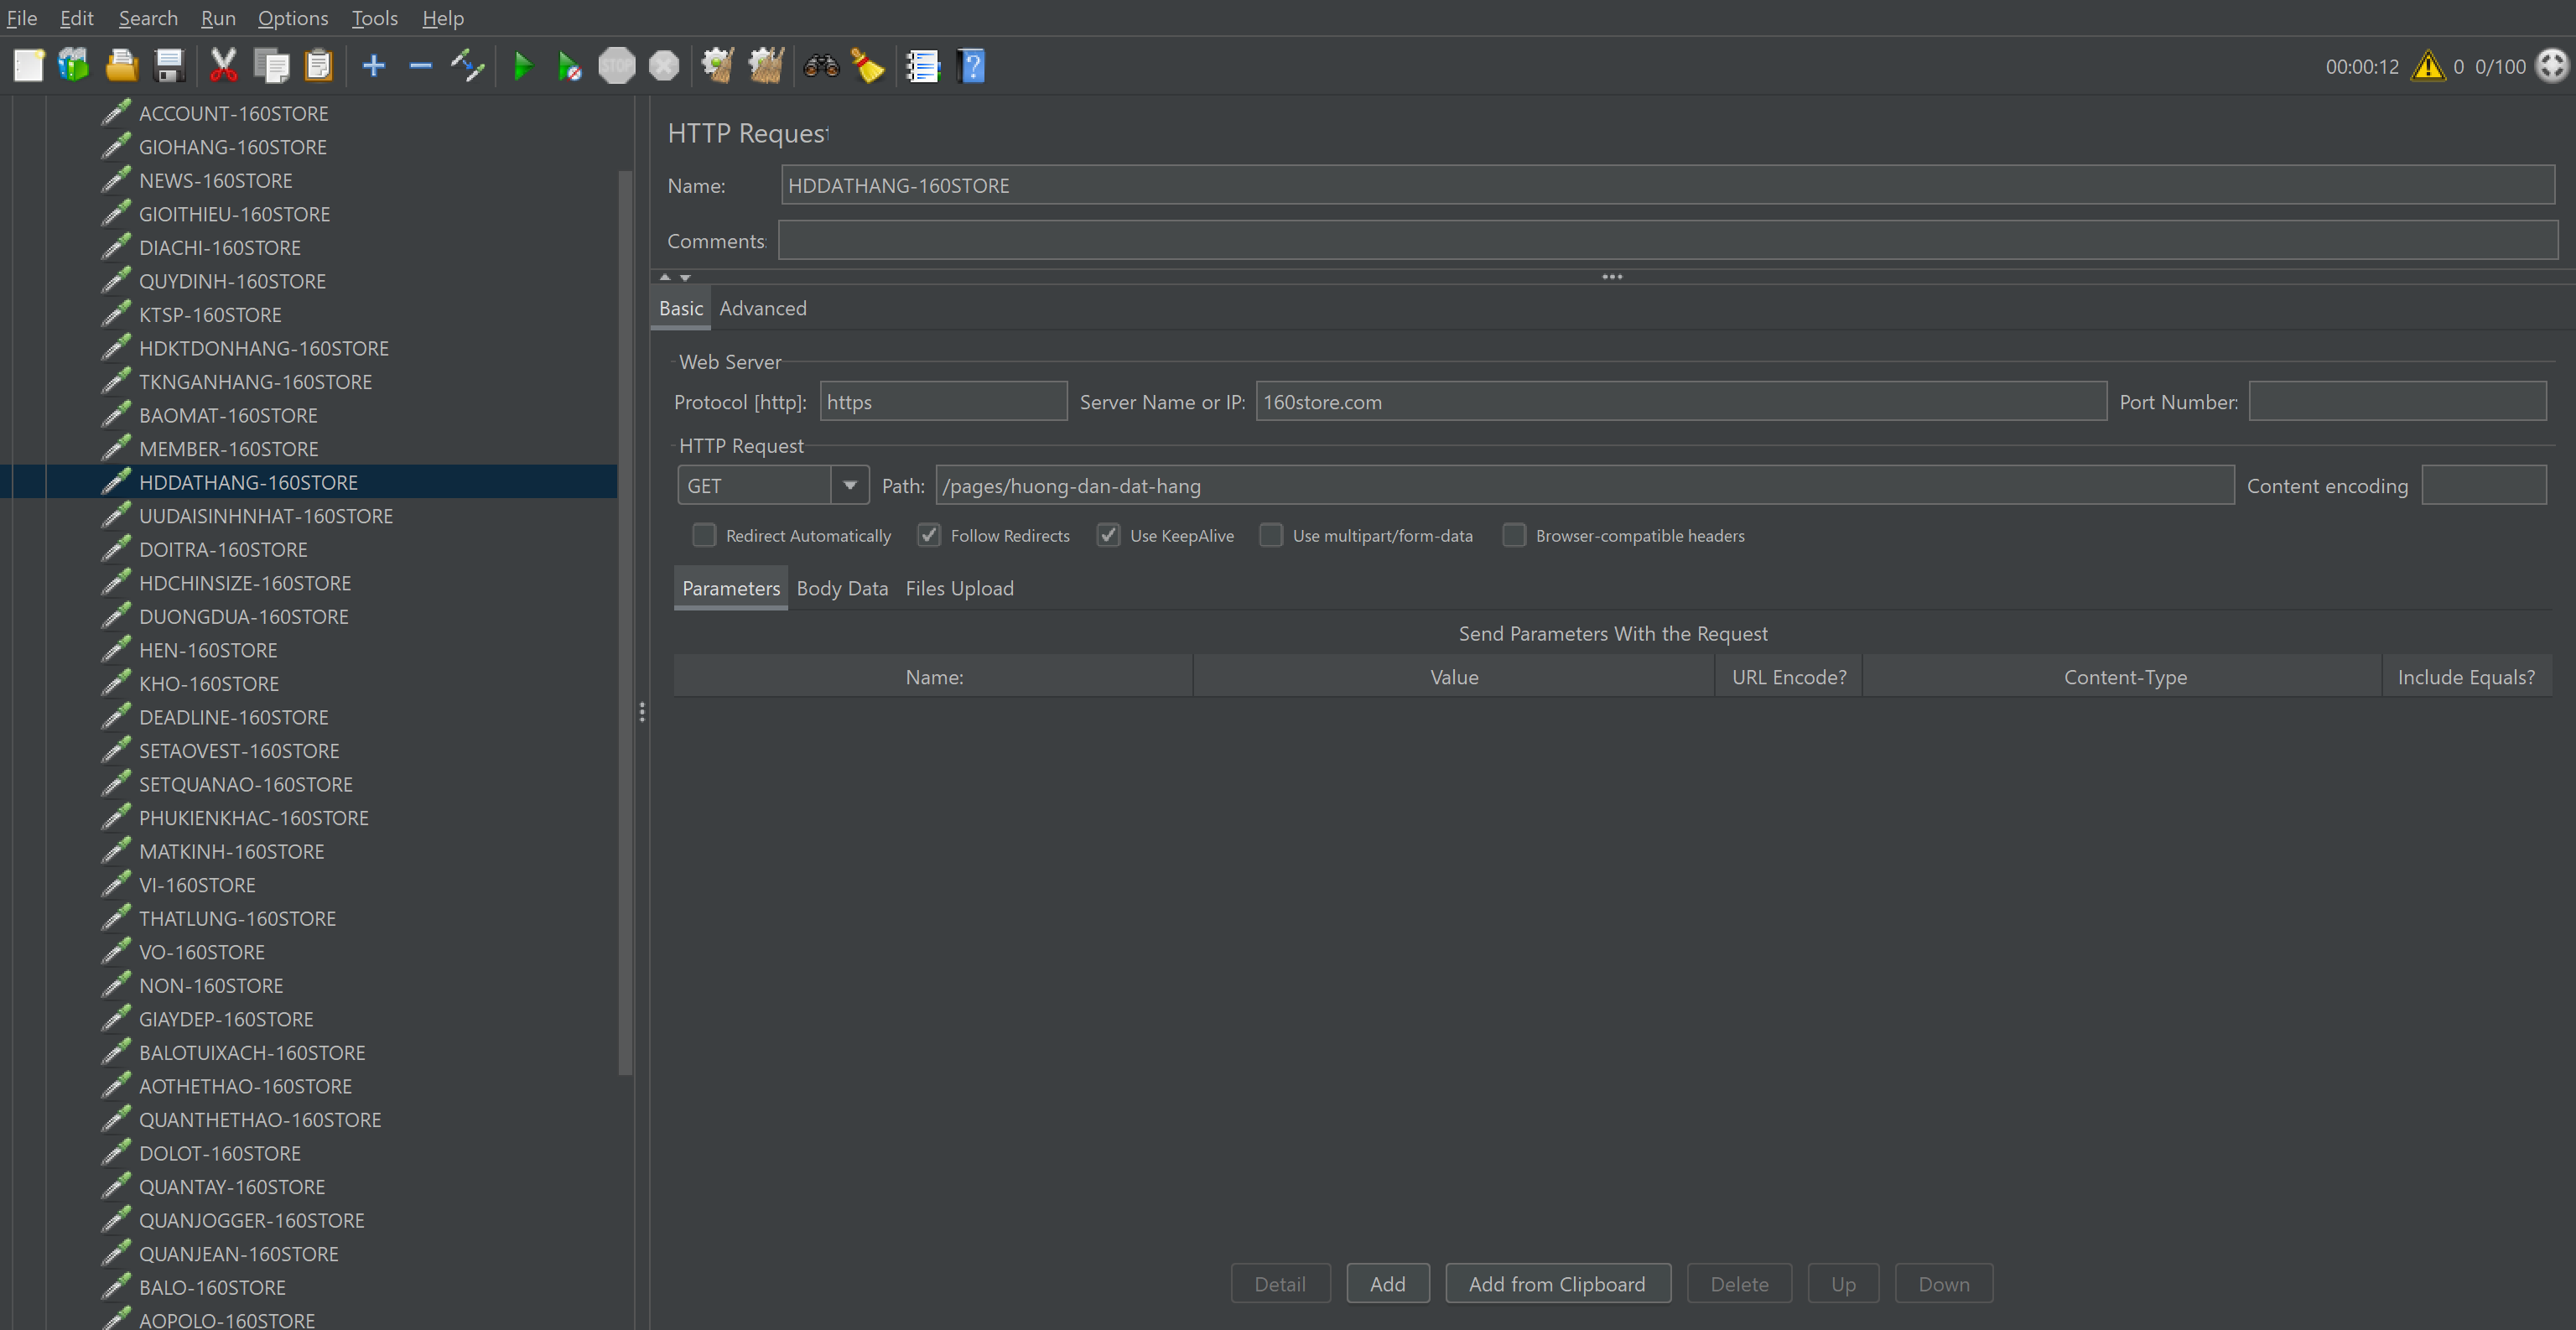 File Edit Search Run Options Tools Help
STOP
00:00:12 0 0/100
ACCOUNT-160STORE
GIOHANG-160STORE
NEWS-160STORE
GIOITHIEU-160STORE
DIACHI-160STORE
QUYDINH-160STORE
KTSP-160STORE
HDKTDONHANG-160STORE
TKNGANHANG-160STORE
BAOMAT-160STORE
MEMBER-160STORE
HDDATHANG-160STORE
UUDAISINHNHAT-160STORE
DOITRA-160STORE
HDCHINSIZE-160STORE
DUONGDUA-160STORE
HEN-160STORE
KHO-160STORE
DEADLINE-160STORE
SETAOVEST-160STORE
SETQUANAO-160STORE
PHUKIENKHAC-160STORE
MATKINH-160STORE
VI-160STORE
THATLUNG-160STORE
VO-160STORE
NON-160STORE
GIAYDEP-160STORE
BALOTUIXACH-160STORE
AOTHETHAO-160STORE
QUANTHETHAO-160STORE
DOLOT-160STORE
QUANTAY-160STORE
QUANJOGGER-160STORE
QUANJEAN-160STORE
BALO-160STORE
AOPOLO-160STORE
HTTP Request
Name: HDDATHANG-160STORE
Comments:
Basic Advanced
Web Server
Protocol [http]: https Server Name or IP: 160store.com Port Number:
HTTP Request
GET Path: /pages/huong-dan-dat-hang Content encoding
Redirect Automatically Follow Redirects Use KeepAlive Use multipart/form-data Browser-compatible headers
Parameters Body Data Files Upload
Send Parameters With the Request
Name: Value URL Encode? Content-Type Include Equals?
Detail Add Add from Clipboard Delete Up Down